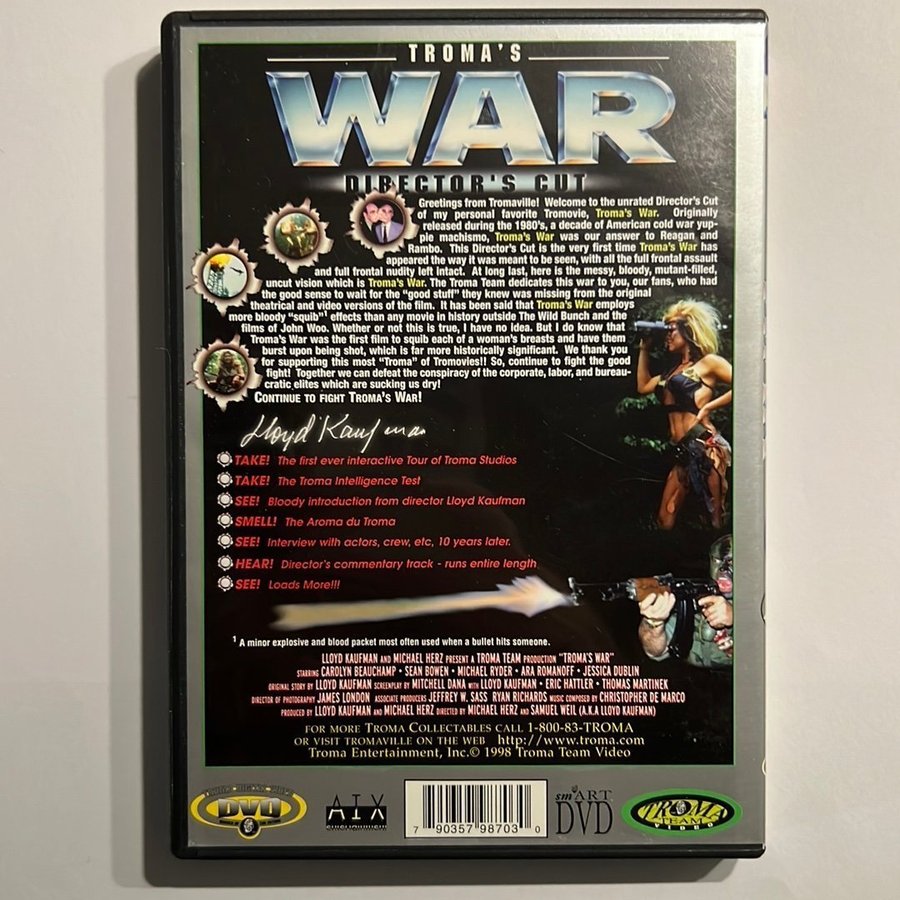 TROMA'S
WAR
DIRECTOR'S CUT
Greetings from Tromaville! Welcome to the unrated Director's Cut
of my personal favorite Tromovie, Troma's War. Originally
released during the 1980's, a decade of American cold war yup-
pie machismo, Troma's War was our answer to Reagan and
Rambo. This Director's Cut is the very first time Troma's War has
appeared the way it was meant to be seen, with all the full frontal assault
and full frontal nudity left intact. At long last, here is the messy, bloody, mutant-filled,
uncut vision which is Troma's War. The Troma Team dedicates this war to you, our fans, who had
the good sense to wait for the "good stuff" they knew was missing from the original
theatrical and video versions of the film. It has been said that Troma's War employs
more bloody "squib"¹ effects than any movie in history outside The Wild Bunch and the
films of John Woo. Whether or not this is true, I have no idea. But I do know that
Troma's War was the first film to squib each of a woman's breasts and have them
burst upon being shot, which is far more historically significant. We thank you
for supporting this most "Troma" of Tromovies!! So, continue to fight the good
fight! Together we can defeat the conspiracy of the corporate, labor, and bureau-
cratic elites which are sucking us dry!
CONTINUE TO FIGHT TROMA'S WAR!
Lloyd Kaufman
TAKE! The first ever interactive Tour of Troma Studios
TAKE! The Troma Intelligence Test
SEE! Bloody introduction from director Lloyd Kaufman
SMELL! The Aroma du Troma
SEE! Interview with actors, crew, etc, 10 years later.
HEAR! Director's commentary track - runs entire length
SEE! Loads More!!!
¹ A minor explosive and blood packet most often used when a bullet hits someone.
LLOYD KAUFMAN AND MICHAEL HERZ PRESENT A TROMA TEAM PRODUCTION "TROMA'S WAR"
STARRING CAROLYN BEAUCHAMP · SEAN BOWEN · MICHAEL RYDER · ARA ROMANOFF · JESSICA DUBLIN
ORIGINAL STORY BY LLOYD KAUFMAN SCREENPLAY BY MITCHELL DANA WITH LLOYD KAUFMAN · ERIC HATTLER · THOMAS MARTINEK
DIRECTOR OF PHOTOGRAPHY JAMES LONDON ASSOCIATE PRODUCERS JEFFREY W. SASS RYAN RICHARDS MUSIC COMPOSED BY CHRISTOPHER DE MARCO
PRODUCED BY LLOYD KAUFMAN AND MICHAEL HERZ DIRECTED BY MICHAEL HERZ AND SAMUEL WEIL (A.K.A LLOYD KAUFMAN)
FOR MORE TROMA COLLECTABLES CALL 1-800-83-TROMA
OR VISIT TROMAVILLE ON THE WEB http://www.troma.com
Troma Entertainment, Inc.© 1998 Troma Team Video
DVD
AIX
7 90357 98703 0
smART
DVD
TROMA
TEAM
VIDEO